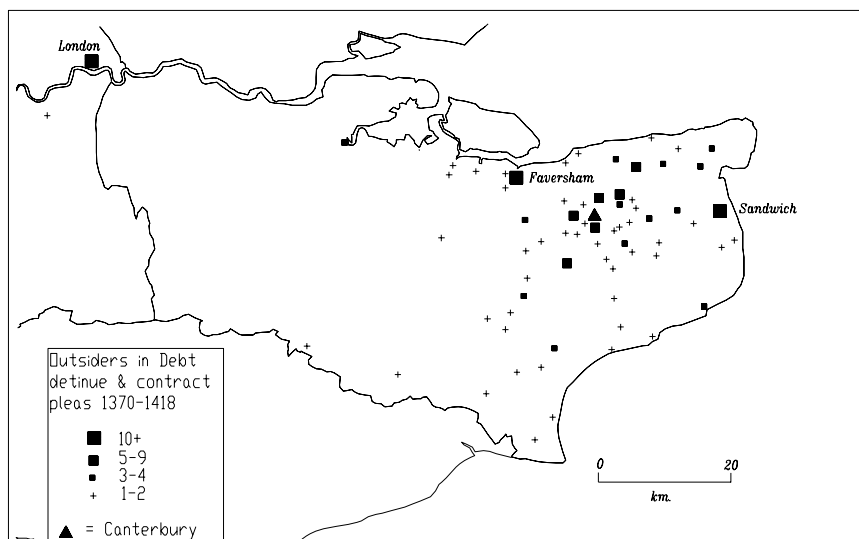 London
Faversham
Sandwich
Outsiders in Debt
detinue & contract
pleas 1370-1418
10+
5-9
3-4
1-2
= Canterbury
0 20
km.